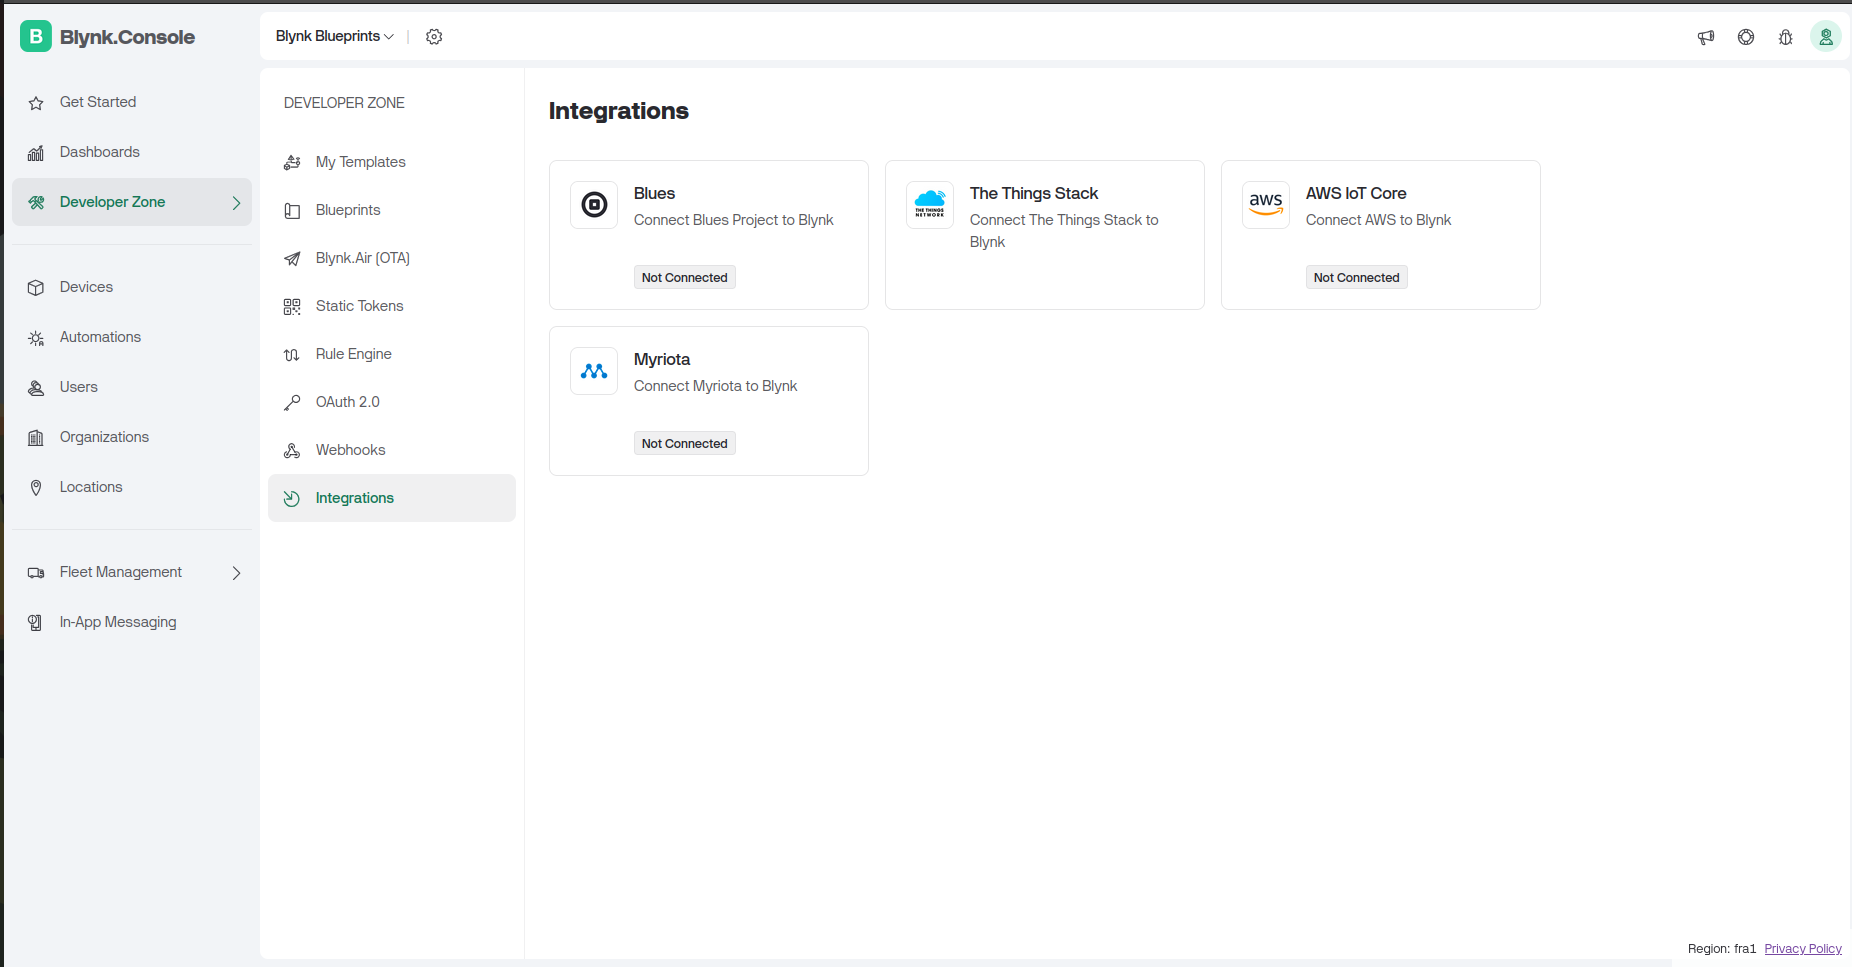 B Blynk.Console
Get Started
Dashboards
Developer Zone
Devices
Automations
Users
Organizations
Locations
Fleet Management
In-App Messaging
Blynk Blueprints
DEVELOPER ZONE
My Templates
Blueprints
Blynk.Air (OTA)
Static Tokens
Rule Engine
OAuth 2.0
Webhooks
Integrations
Integrations
Blues
Connect Blues Project to Blynk
Not Connected
THE THINGS
NETWORK
The Things Stack
Connect The Things Stack to
Blynk
aws
AWS IoT Core
Connect AWS to Blynk
Not Connected
Myriota
Connect Myriota to Blynk
Not Connected
Region: fra1 Privacy Policy